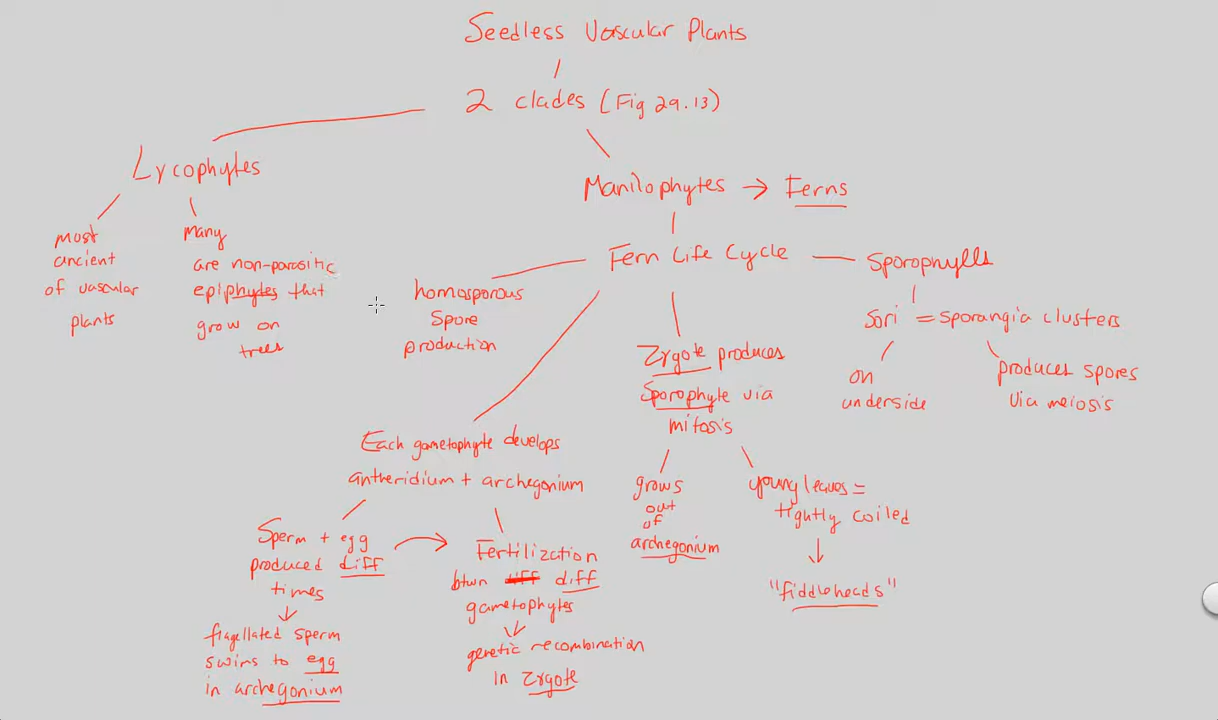 Seedless Vascular Plants
2 clades (Fig 29.13)
Lycophytes
most
ancient
of vascular
plants
Many
are non-parasitic
epiphytes that
grow on
trees
Manilophytes → Ferns
Fern Life Cycle
homosporous
Spore
production
Each gametophyte develops
antheridium + archegonium
Sperm + egg
produced diff
times
flagellated sperm
swims to egg
in archegonium
Fertilization
btwn diff diff
gametophytes
genetic recombination
in Zygote
Zygote produces
Sporophyte via
mitosis
grows
out
of
archegonium
young leaves =
tightly coiled
"fiddleheads"
Sporophylls
Sori = Sporangia clusters
on
underside
produces spores
via meiosis